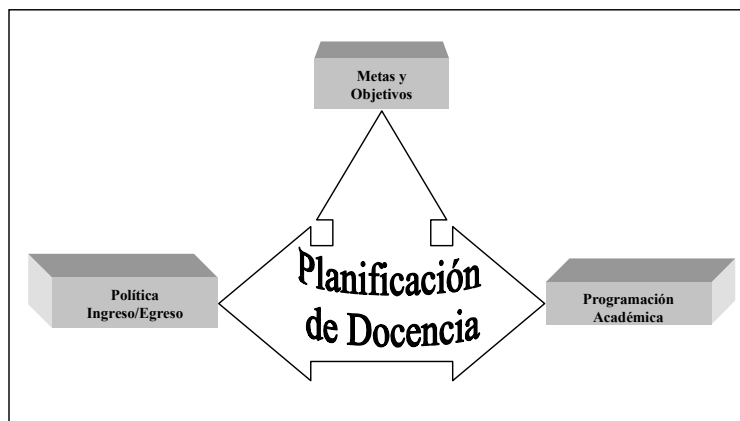 Metas y
Objetivos
Planificación
de Docencia
Política
Ingreso/Egreso
Programación
Académica